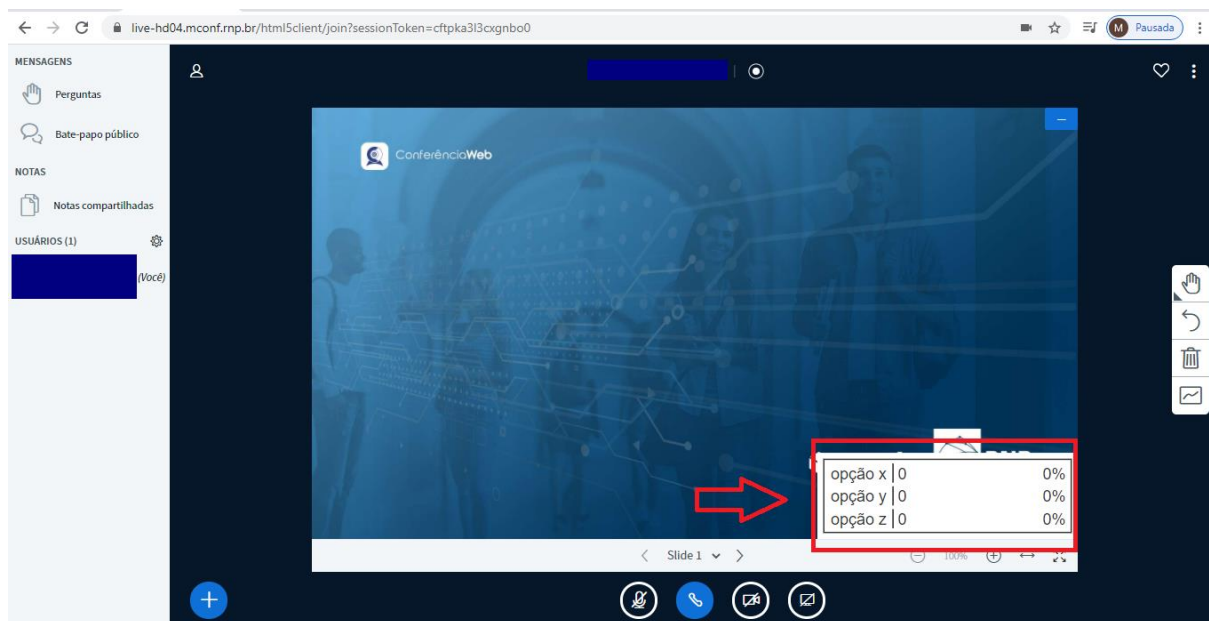 live-hd04.mconf.rnp.br/html5client/join?sessionToken=cftpka3l3cxgnbo0
M Pausada
MENSAGENS
Perguntas
Bate-papo público
NOTAS
Notas compartilhadas
USUÁRIOS (1)
(Você)
ConferênciaWeb
opção x 0 0%
opção y 0 0%
opção z 0 0%
Slide 1
100%